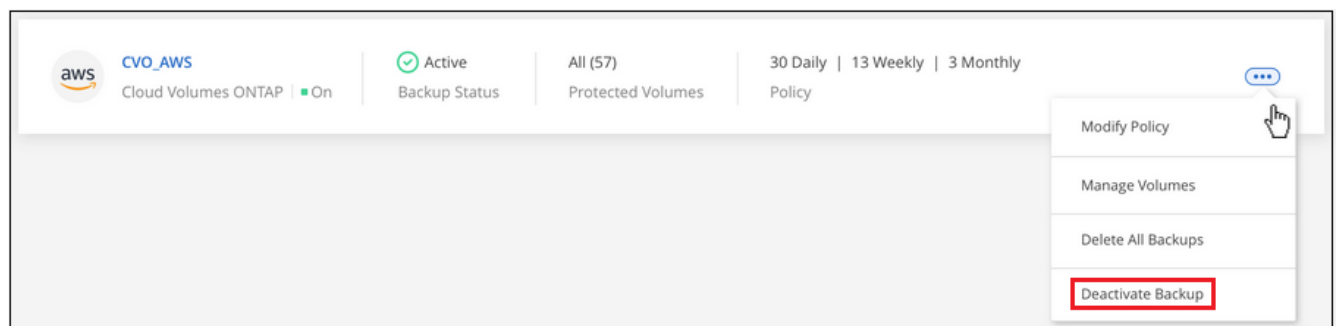 aws
CVO_AWS
Cloud Volumes ONTAP | On
Active
Backup Status
All (57)
Protected Volumes
30 Daily | 13 Weekly | 3 Monthly
Policy
Modify Policy
Manage Volumes
Delete All Backups
Deactivate Backup